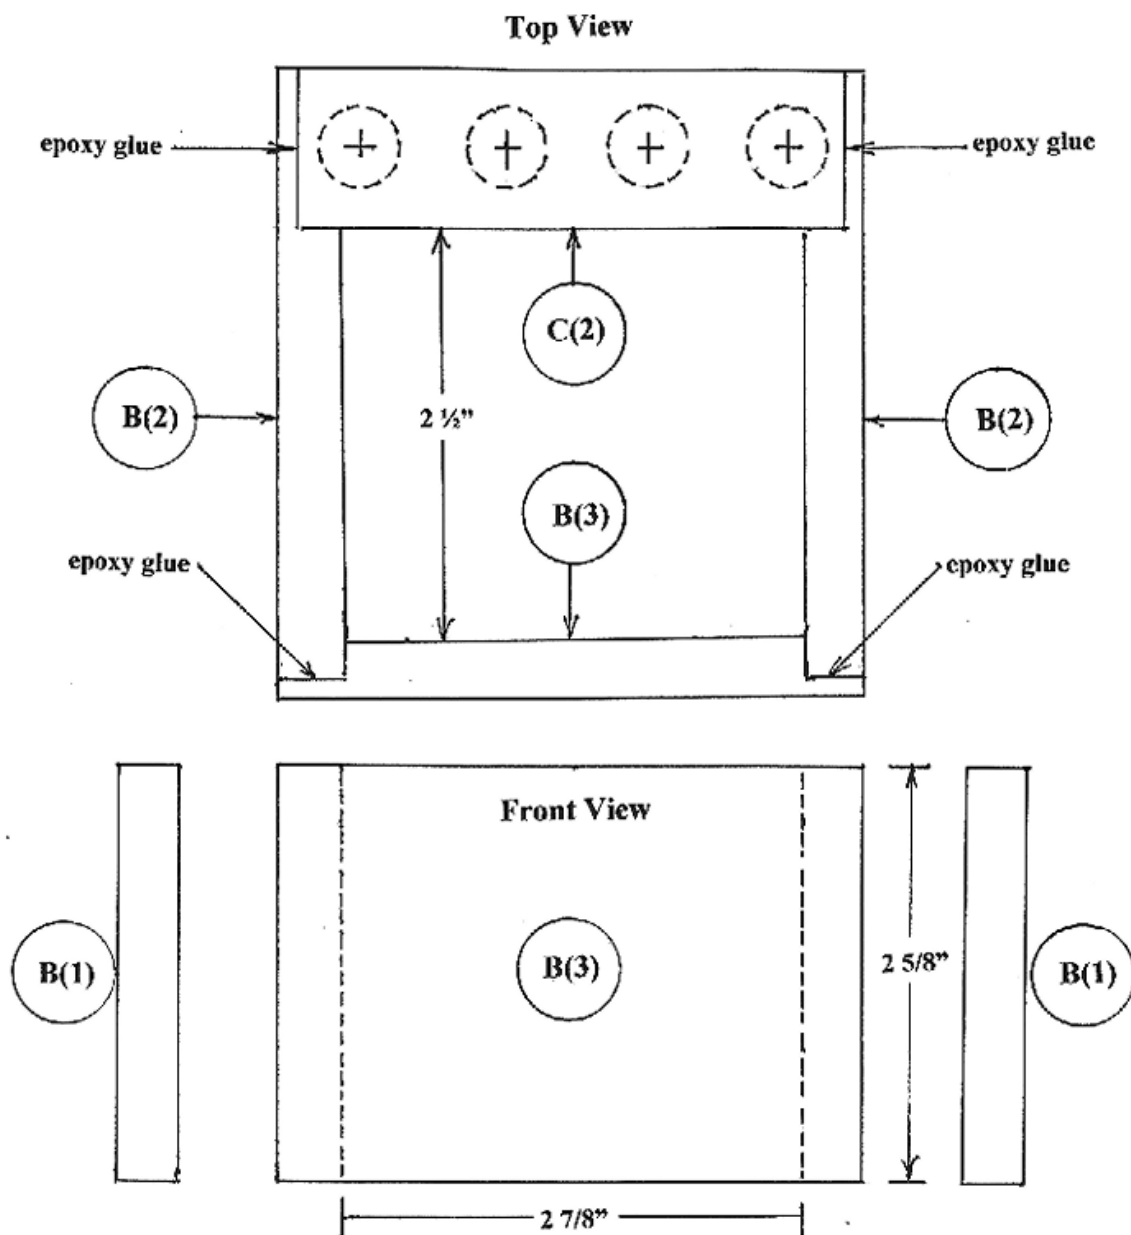 Top View
epoxy glue
epoxy glue
C(2)
B(2)
2 ½”
B(2)
B(3)
epoxy glue
epoxy glue
Front View
B(1)
B(3)
2 5/8”
B(1)
2 7/8”